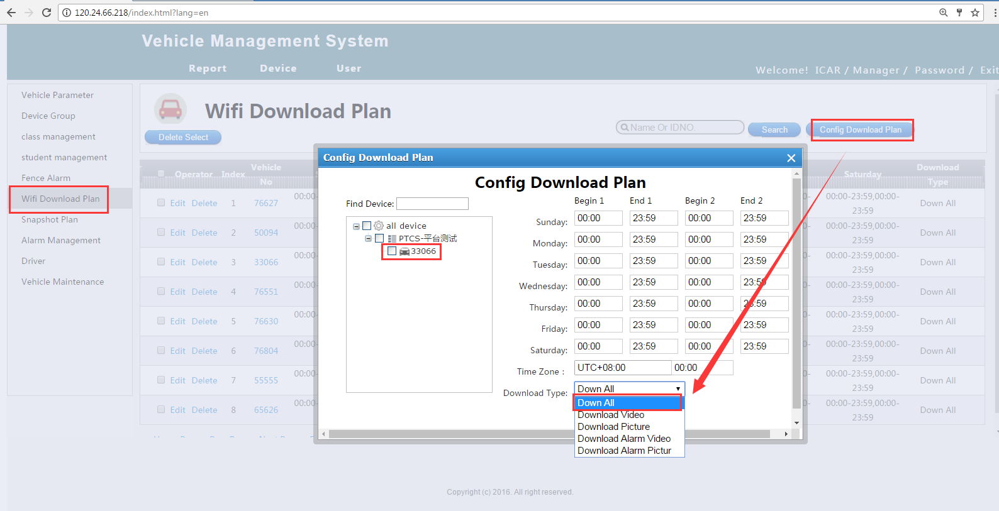 120.24.66.218/index.html?lang=en
Vehicle Management System
Report Device User
Welcome! ICAR / Manager / Password / Exit
Vehicle Parameter
Device Group
class management
student management
Fence Alarm
Wifi Download Plan
Snapshot Plan
Alarm Management
Driver
Vehicle Maintenance
Wifi Download Plan
Delete Select
Name Or IDNO.
Search
Config Download Plan
Operator Index Vehicle No
Saturday
Download Type
Edit Delete 1 76627 00:00-
00:00-23:59,00:00-
23:59
Down All
Edit Delete 2 50094 00:00-
00:00-23:59,00:00-
23:59
Down All
Edit Delete 3 33066 00:00-
00:00-23:59,00:00-
23:59
Down All
Edit Delete 4 76551 00:00-
00:00-23:59,00:00-
23:59
Down All
Edit Delete 5 76630 00:00-
00:00-23:59,00:00-
23:59
Down All
Edit Delete 6 76804 00:00-
00:00-23:59,00:00-
23:59
Down All
Edit Delete 7 55555 00:00-
00:00-23:59,00:00-
23:59
Down All
Edit Delete 8 65626 00:00-
00:00-23:59,00:00-
23:59
Down All
Config Download Plan
Config Download Plan
Find Device:
all device
PTCS-平台测试
33066
Begin 1 End 1 Begin 2 End 2
Sunday: 00:00 23:59 00:00 23:59
Monday: 00:00 23:59 00:00 23:59
Tuesday: 00:00 23:59 00:00 23:59
Wednesday: 00:00 23:59 00:00 23:59
Thursday: 00:00 23:59 00:00 23:59
Friday: 00:00 23:59 00:00 23:59
Saturday: 00:00 23:59 00:00 23:59
Time Zone : UTC+08:00 00:00
Download Type: Down All
Down All
Download Video
Download Picture
Download Alarm Video
Download Alarm Pictur
Copyright (c) 2016. All right reserved.